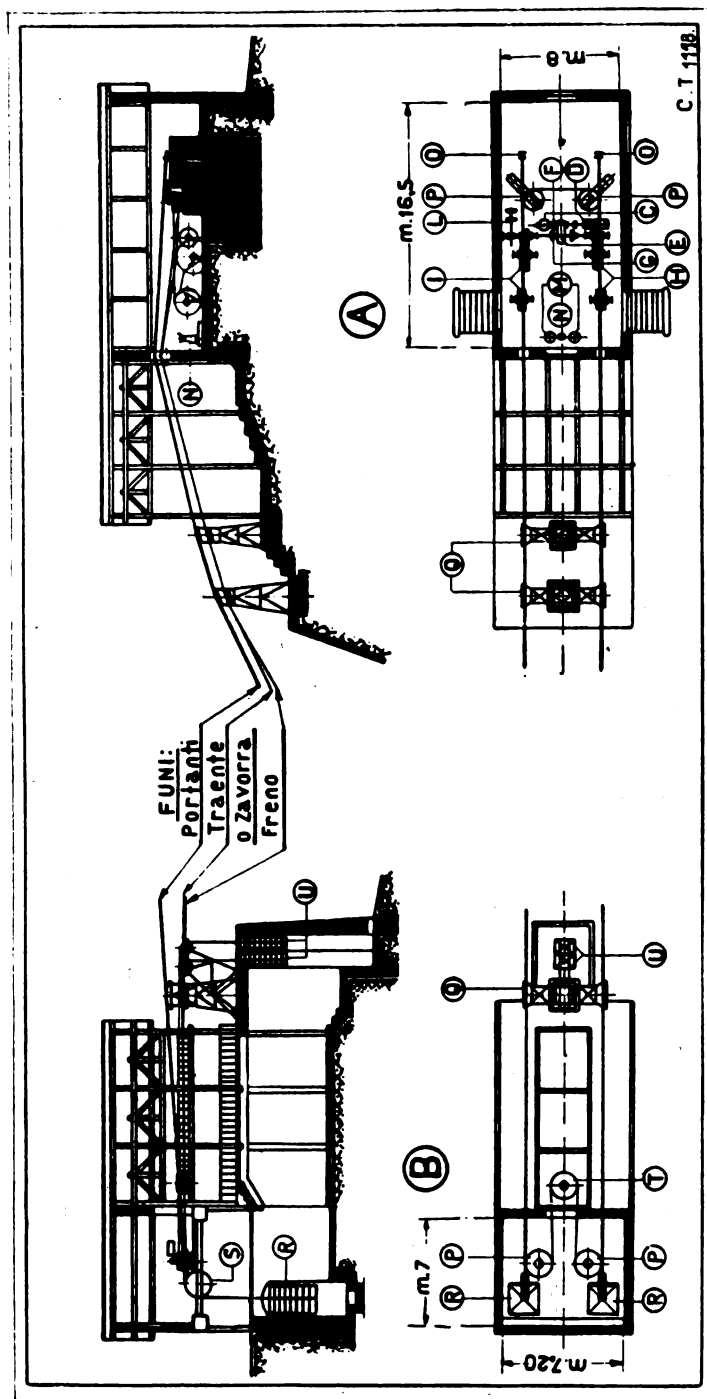 FUNI:
Portanti
Traente
o Zavorra
Freno
N
S
R
U
A
B
m.16,5
m.8
I
L
P
O
Q
M
N
F
D
H
G
E
C
P
O
m.7
m.7,20
R
P
R
P
T
Q
U
C.T 1118.